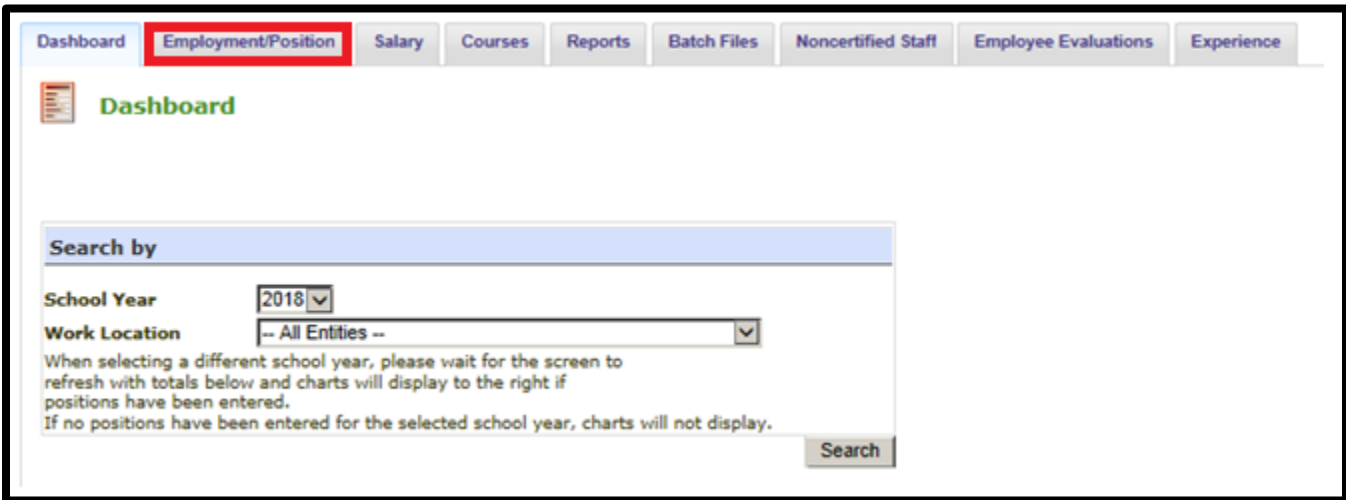 Dashboard Employment/Position Salary Courses Reports Batch Files Noncertified Staff Employee Evaluations Experience
Dashboard
Search by
School Year 2018
Work Location -- All Entities --
When selecting a different school year, please wait for the screen to
refresh with totals below and charts will display to the right if
positions have been entered.
If no positions have been entered for the selected school year, charts will not display.
Search